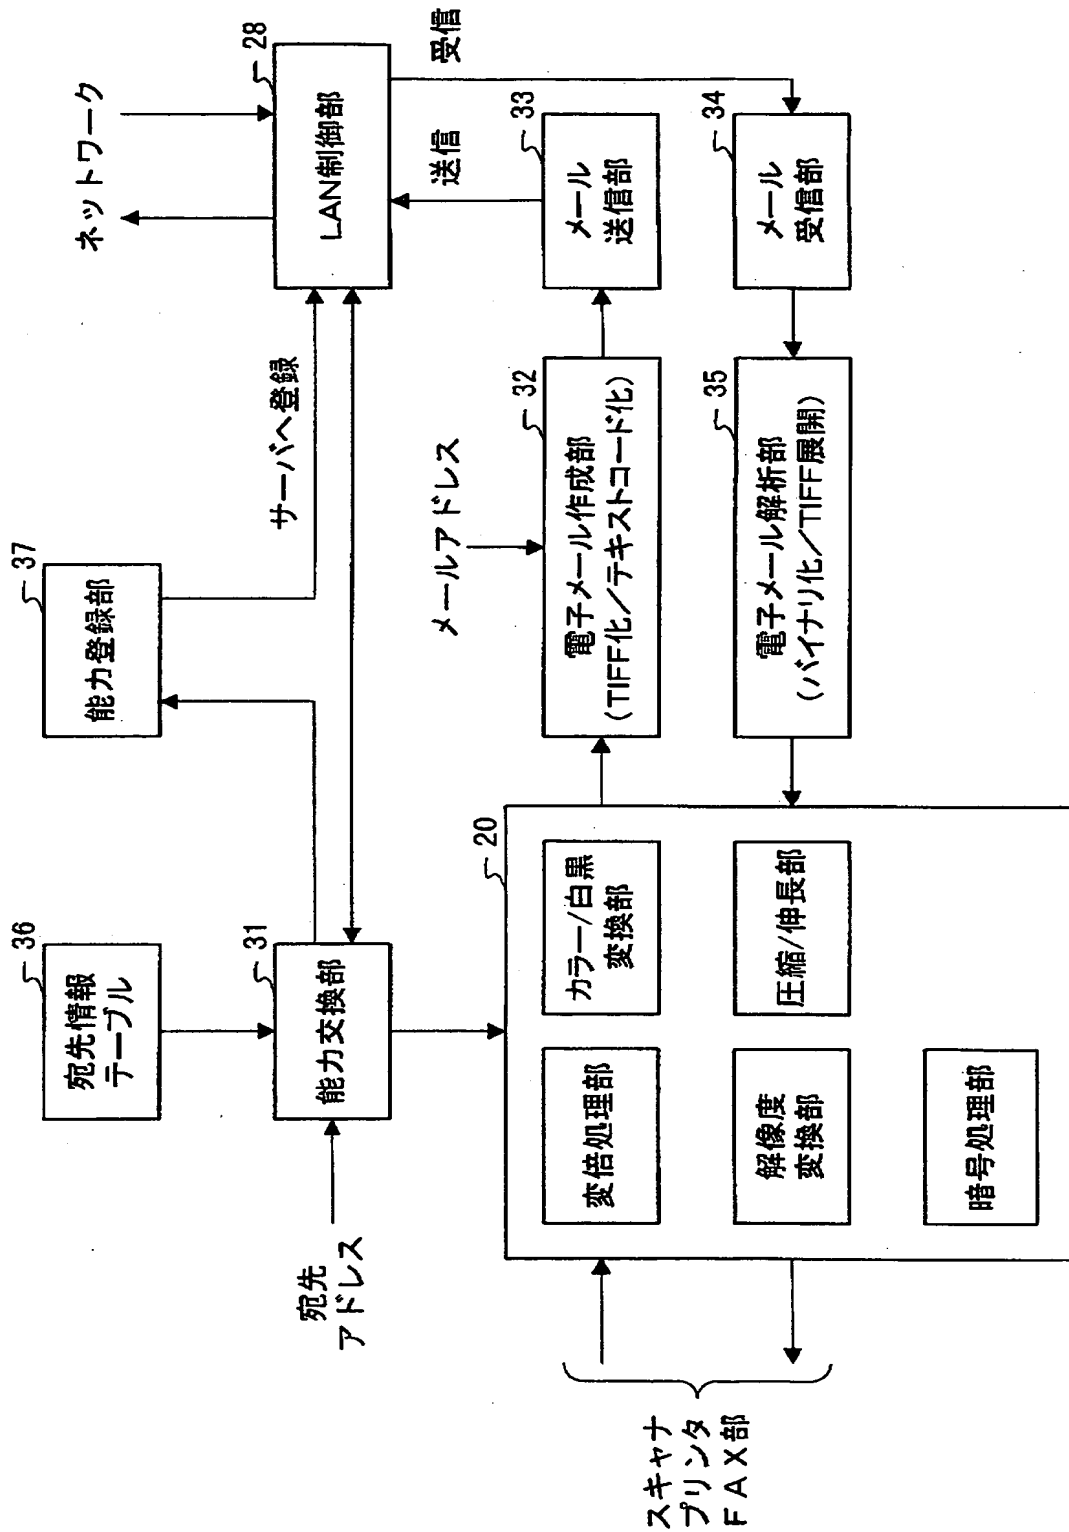 36
宛先情報
テーブル
37
能力登録部
ネットワーク
28
LAN制御部
31
能力交換部
宛先
アドレス
サーバへ登録
送信
受信
メールアドレス
20
変倍処理部
カラー/白黒
変換部
解像度
変換部
圧縮/伸長部
暗号処理部
32
電子メール作成部
(TIFF化/テキストコード化)
33
メール
送信部
35
電子メール解析部
(バイナリ化/TIFF展開)
34
メール
受信部
スキャナ
プリンタ
FAX部